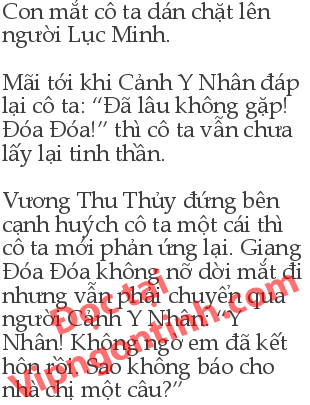 Con mắt cô ta dán chặt lên
người Lục Minh.
Mãi tới khi Cảnh Y Nhân đáp
lại cô ta: “Đã lâu không gặp!
Đóa Đóa!” thì cô ta vẫn chưa
lấy lại tinh thần.
Vương Thu Thủy đứng bên
cạnh huých cô ta một cái thì
cô ta mới phản ứng lại. Giang
Đóa Đóa không nỡ dời mắt đi
nhưng vẫn phải chuyển qua
người Cảnh Y Nhân: “Y
Nhân! Không ngờ em đã kết
hôn rồi. Sao không báo cho
nhà chị một câu?”
Đọc tại
Vipngontinh.com